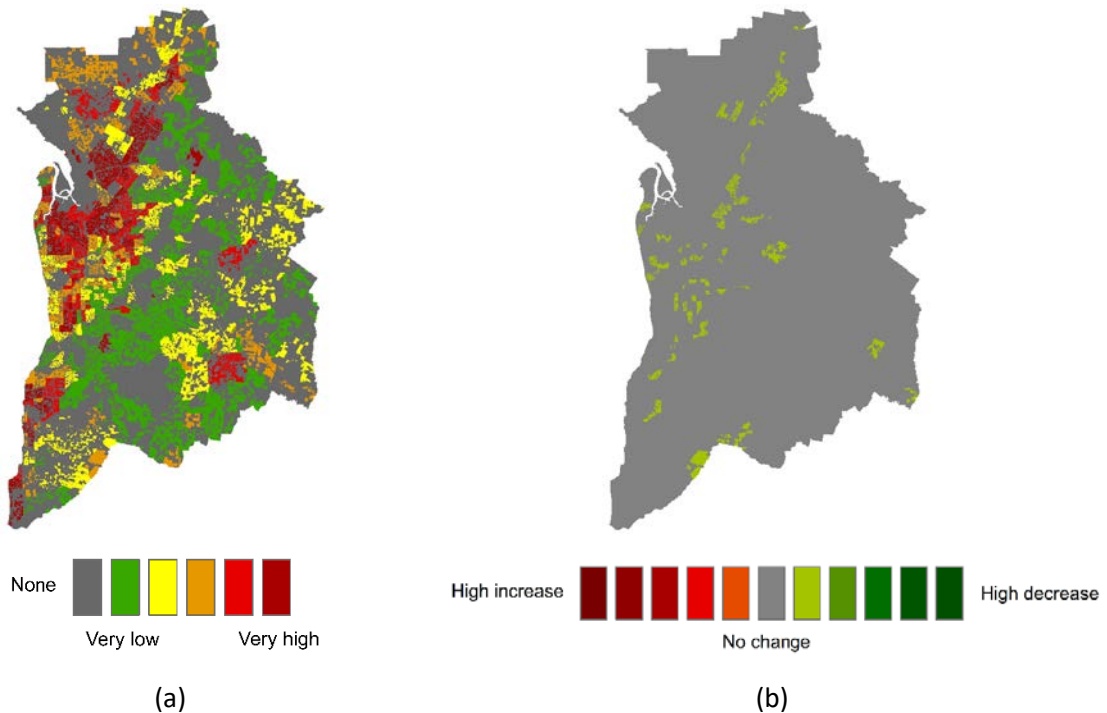 None
Very low
Very high
(a)
High increase
High decrease
No change
(b)